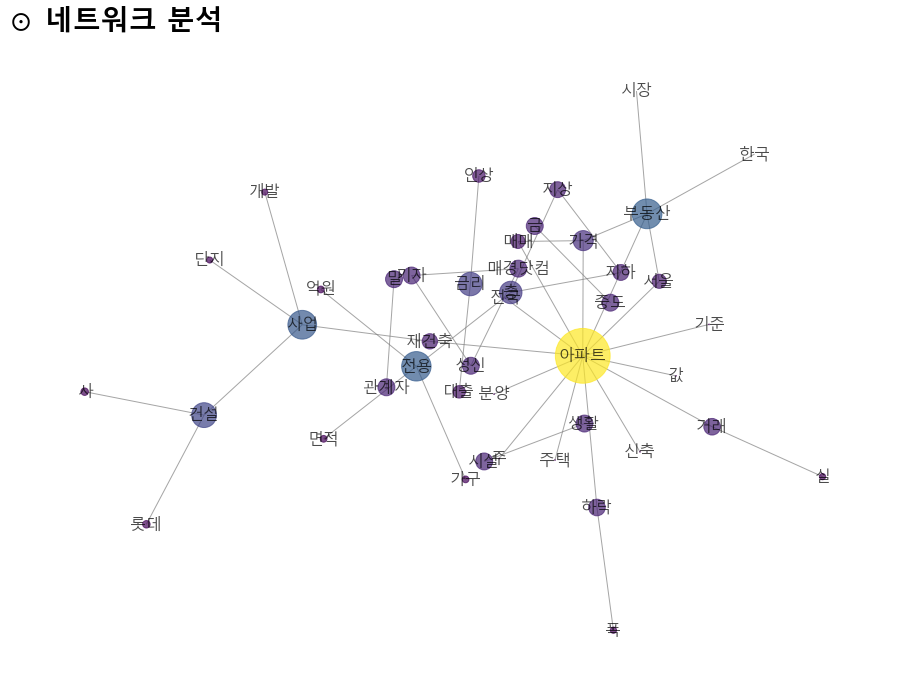 ⊙ 네트워크 분석
시장
한국
인상
지상
개발
부동산
금
매매
가격
단지
매경닷컴
지하
말
기자
금리
서울
억원
층
중도
사업
기준
재건축
아파트
전용
성신
값
관계자
대출
분양
사
건설
생활
거래
면적
신축
시설
주
주택
가구
실
하락
롯데
폭